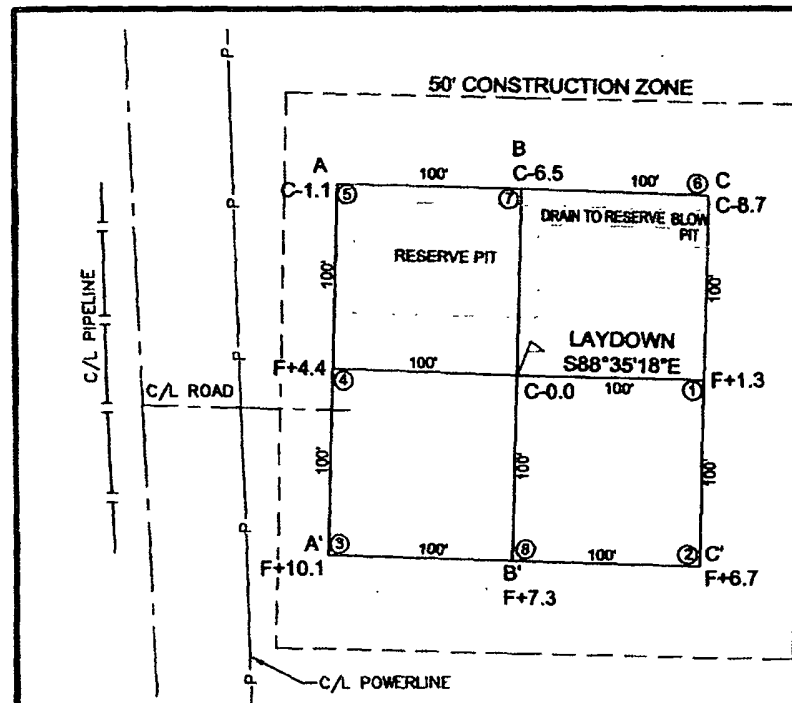 50' CONSTRUCTION ZONE
A
B
C
C-1.1
C-6.5
C-8.7
100'
100'
⑤
⑦
⑥
DRAIN TO RESERVE BLOW
PIT
RESERVE PIT
100'
100'
C/L PIPELINE
LAYDOWN
S88°35'18"E
F+4.4
100'
C-0.0
100'
F+1.3
④
①
C/L ROAD
100'
100'
100'
A'
③
100'
⑧
100'
②
C'
F+10.1
B'
F+6.7
F+7.3
C/L POWERLINE
P
P
P
P
P